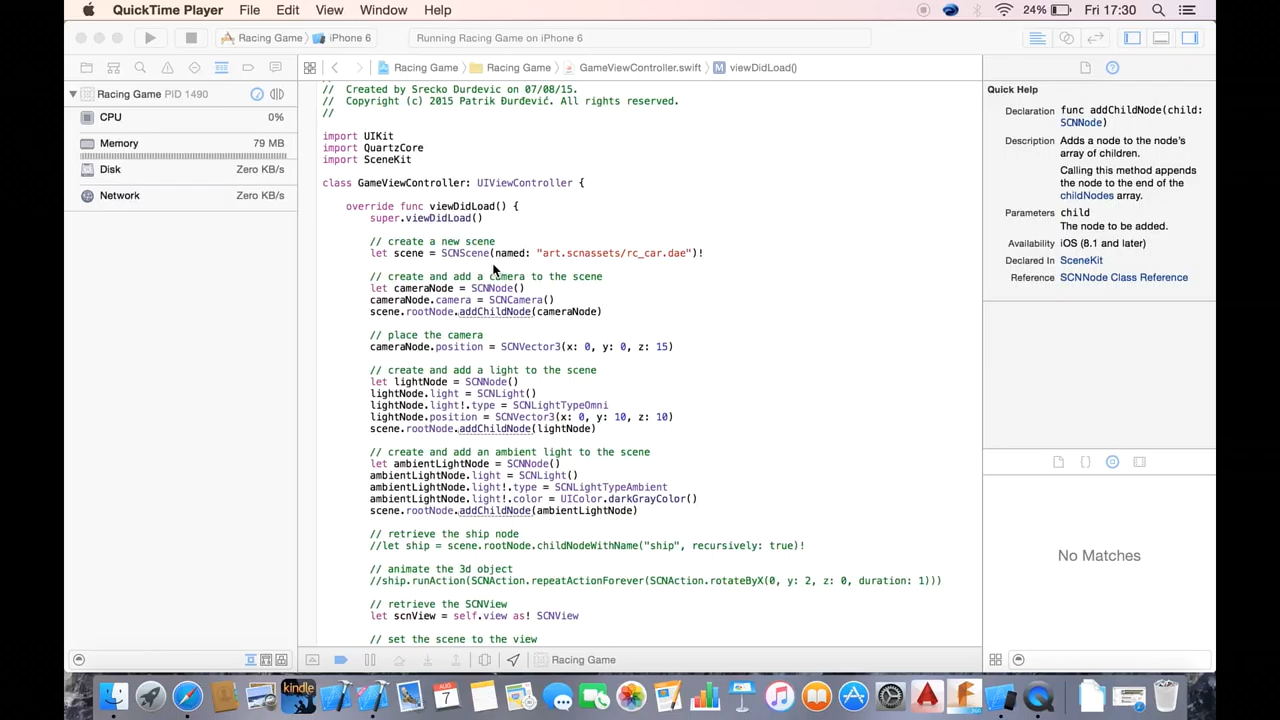 QuickTime Player File Edit View Window Help 24% Fri 17:30
Racing Game iPhone 6 Running Racing Game on iPhone 6
Racing Game Racing Game GameViewController.swift M viewDidLoad()
Racing Game PID 1490
CPU 0%
Memory 79 MB
Disk Zero KB/s
Network Zero KB/s
// Created by Srecko Durdevic on 07/08/15.
// Copyright (c) 2015 Patrik Đurđević. All rights reserved.
//
import UIKit
import QuartzCore
import SceneKit
class GameViewController: UIViewController {
override func viewDidLoad() {
super.viewDidLoad()
// create a new scene
let scene = SCNScene(named: "art.scnassets/rc_car.dae")!
// create and add a camera to the scene
let cameraNode = SCNNode()
cameraNode.camera = SCNCamera()
scene.rootNode.addChildNode(cameraNode)
// place the camera
cameraNode.position = SCNVector3(x: 0, y: 0, z: 15)
// create and add a light to the scene
let lightNode = SCNNode()
lightNode.light = SCNLight()
lightNode.light!.type = SCNLightTypeOmni
lightNode.position = SCNVector3(x: 0, y: 10, z: 10)
scene.rootNode.addChildNode(lightNode)
// create and add an ambient light to the scene
let ambientLightNode = SCNNode()
ambientLightNode.light = SCNLight()
ambientLightNode.light!.type = SCNLightTypeAmbient
ambientLightNode.light!.color = UIColor.darkGrayColor()
scene.rootNode.addChildNode(ambientLightNode)
// retrieve the ship node
//let ship = scene.rootNode.childNodeWithName("ship", recursively: true)!
// animate the 3d object
//ship.runAction(SCNAction.repeatActionForever(SCNAction.rotateByX(0, y: 2, z: 0, duration: 1)))
// retrieve the SCNView
let scnView = self.view as! SCNView
// set the scene to the view
Racing Game
Quick Help
Declaration func addChildNode(child:
SCNNode)
Description Adds a node to the node's
array of children.
Calling this method appends
the node to the end of the
childNodes array.
Parameters child
The node to be added.
Availability iOS (8.1 and later)
Declared In SceneKit
Reference SCNNode Class Reference
No Matches
kindle
AUG
7